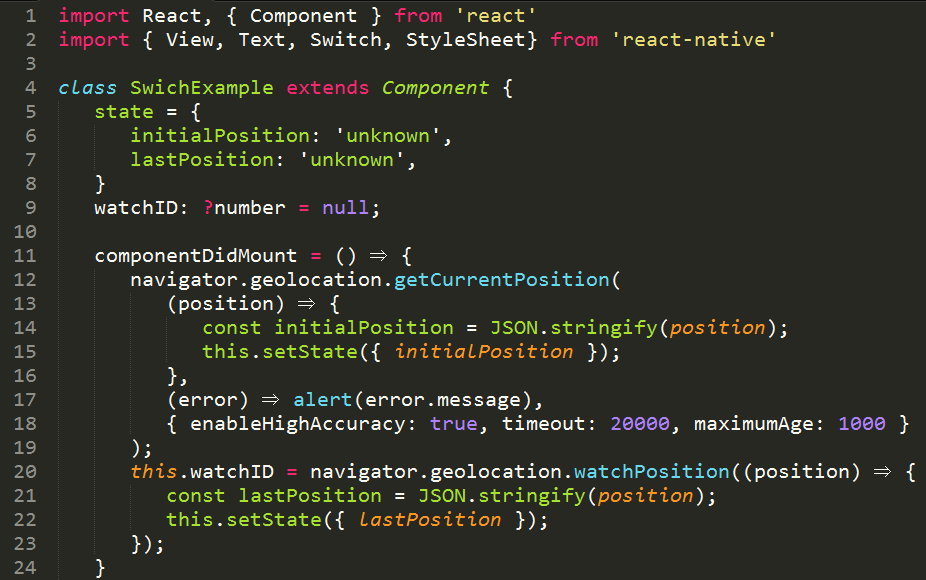 1 import React, { Component } from 'react'
2 import { View, Text, Switch, StyleSheet} from 'react-native'
3
4 class SwichExample extends Component {
5    state = {
6       initialPosition: 'unknown',
7       lastPosition: 'unknown',
8    }
9    watchID: ?number = null;
10
11    componentDidMount = () ⇒ {
12       navigator.geolocation.getCurrentPosition(
13          (position) ⇒ {
14             const initialPosition = JSON.stringify(position);
15             this.setState({ initialPosition });
16          },
17          (error) ⇒ alert(error.message),
18          { enableHighAccuracy: true, timeout: 20000, maximumAge: 1000 }
19       );
20       this.watchID = navigator.geolocation.watchPosition((position) ⇒ {
21          const lastPosition = JSON.stringify(position);
22          this.setState({ lastPosition });
23       });
24    }